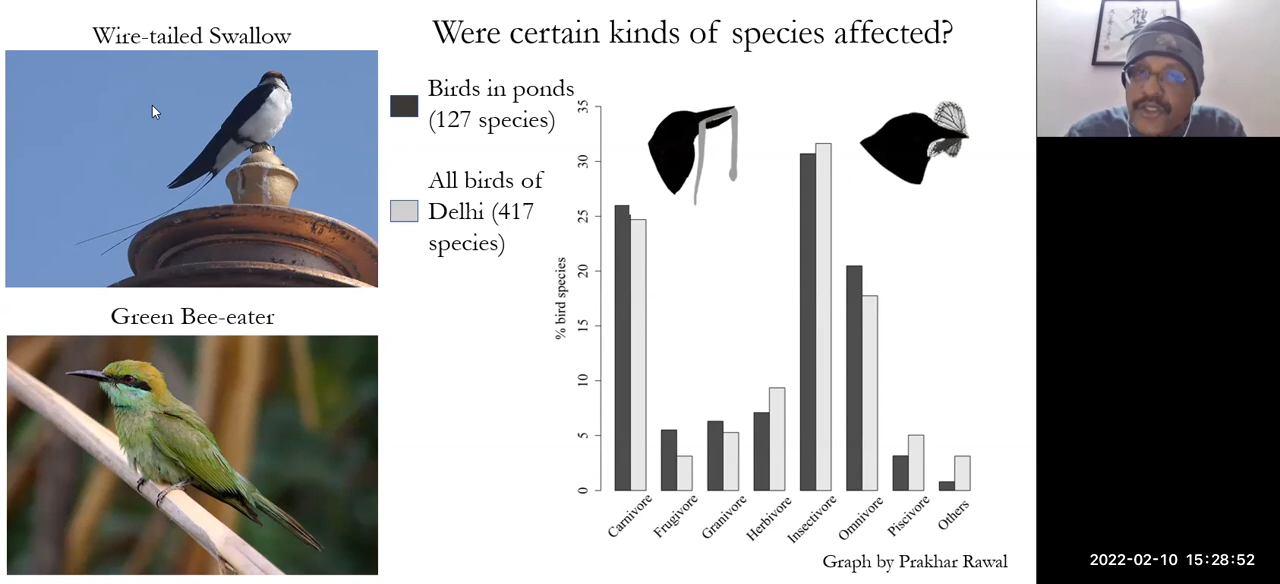 Wire-tailed Swallow
Green Bee-eater
Were certain kinds of species affected?
Birds in ponds
(127 species)
All birds of
Delhi (417
species)
% bird species
35
30
25
20
15
10
5
0
Carnivore
Frugivore
Granivore
Herbivore
Insectivore
Omnivore
Piscivore
Others
Graph by Prakhar Rawal
2022-02-10 15:28:52